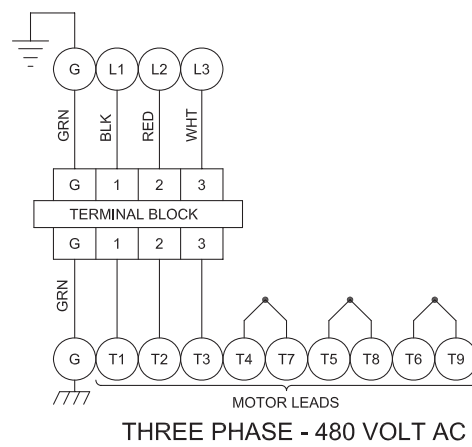 G L1 L2 L3
GRN BLK RED WHT
G 1 2 3
TERMINAL BLOCK
G 1 2 3
GRN
G T1 T2 T3 T4 T7 T5 T8 T6 T9
MOTOR LEADS
THREE PHASE - 480 VOLT AC